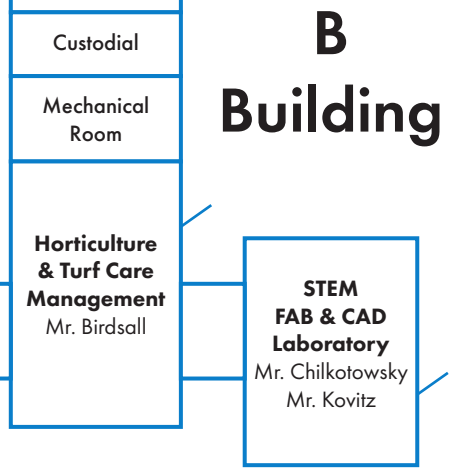 B
Building
Custodial
Mechanical
Room
Horticulture
& Turf Care
Management
Mr. Birdsall
STEM
FAB & CAD
Laboratory
Mr. Chilkotowsky
Mr. Kovitz